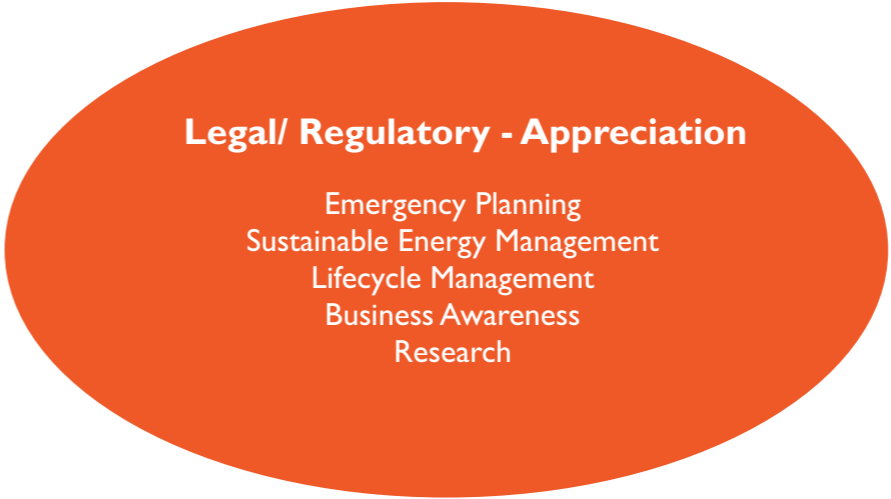 Legal/ Regulatory - Appreciation
Emergency Planning
Sustainable Energy Management
Lifecycle Management
Business Awareness
Research